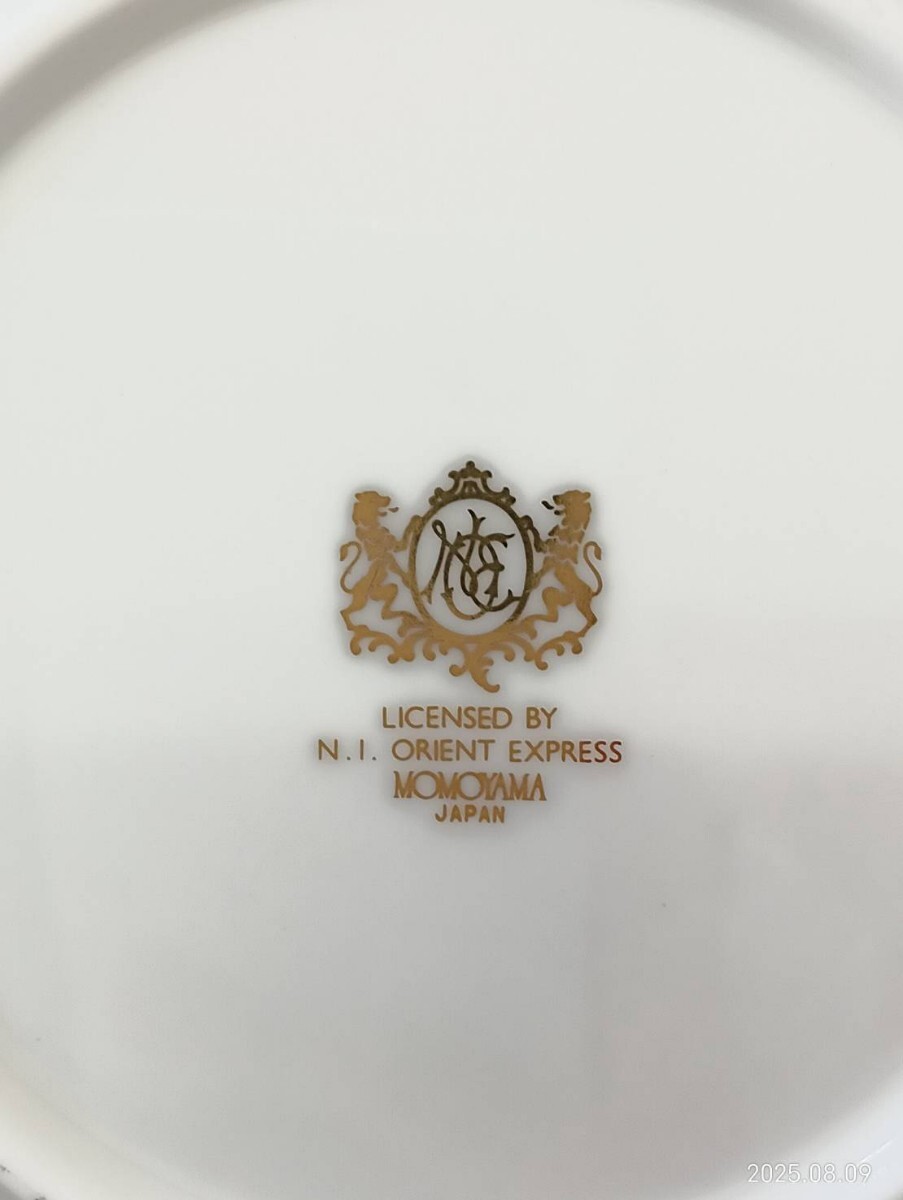 LICENSED BY
N.I. ORIENT EXPRESS
MOMOYAMA
JAPAN
2025.08.09